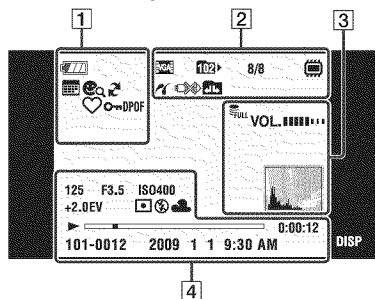 1
2
3
VGA 102 8/8
DPOF
FULL
VOL.
125 F3.5 ISO400
+2.0EV
0:00:12
101-0012 2009 1 1 9:30 AM
DISP
4